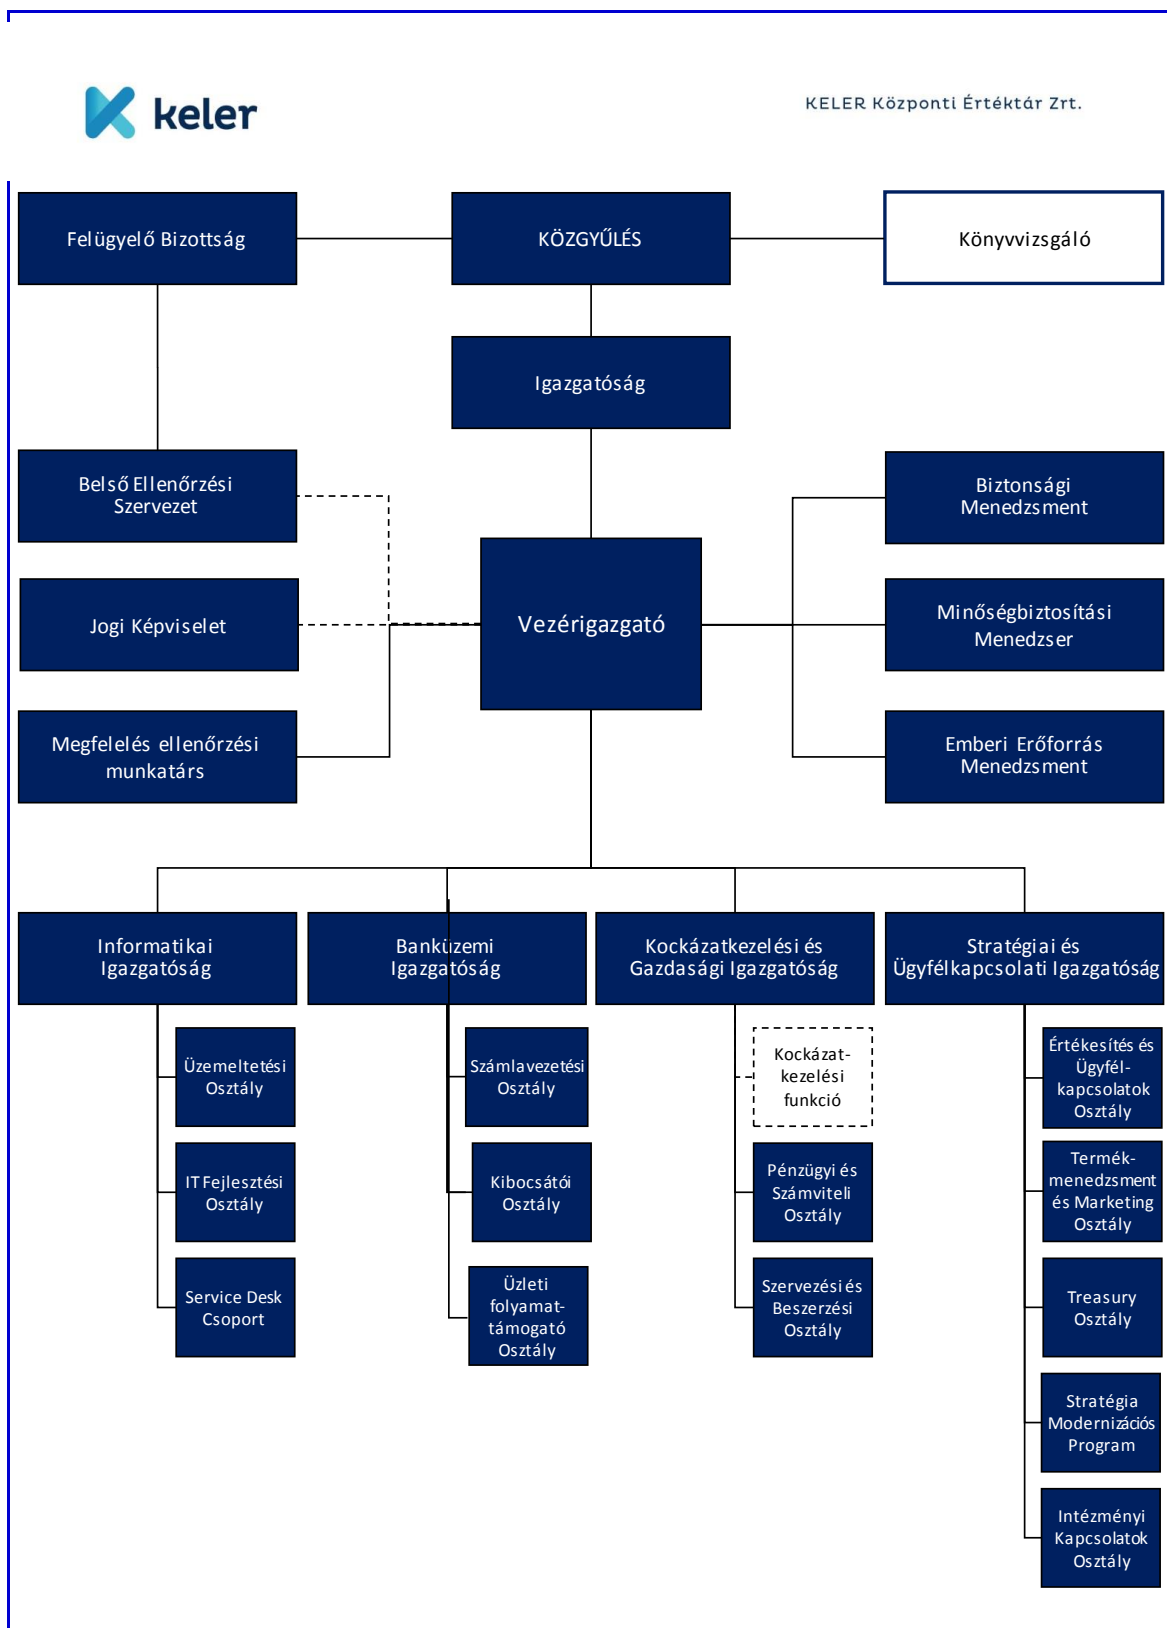 keler
KELER Központi Értéktár Zrt.
Felügyelő Bizottság
KÖZGYŰLÉS
Könyvvizsgáló
Igazgatóság
Belső Ellenőrzési
Szervezet
Biztonsági
Menedzsment
Jogi Képviselet
Vezérigazgató
Minőségbiztosítási
Menedzser
Megfelelés ellenőrzési
munkatárs
Emberi Erőforrás
Menedzsment
Informatikai
Igazgatóság
Banküzemi
Igazgatóság
Kockázatkezelési és
Gazdasági Igazgatóság
Stratégiai és
Ügyfélkapcsolati Igazgatóság
Üzemeltetési
Osztály
Számlavezetési
Osztály
Kockázat-
kezelési
funkció
Értékesítés és
Ügyfél-
kapcsolatok
Osztály
IT Fejlesztési
Osztály
Kibocsátói
Osztály
Pénzügyi és
Számviteli
Osztály
Termék-
menedzsment
és Marketing
Osztály
Service Desk
Csoport
Üzleti
folyamat-
támogató
Osztály
Szervezési és
Beszerzési
Osztály
Treasury
Osztály
Stratégia
Modernizációs
Program
Intézményi
Kapcsolatok
Osztály